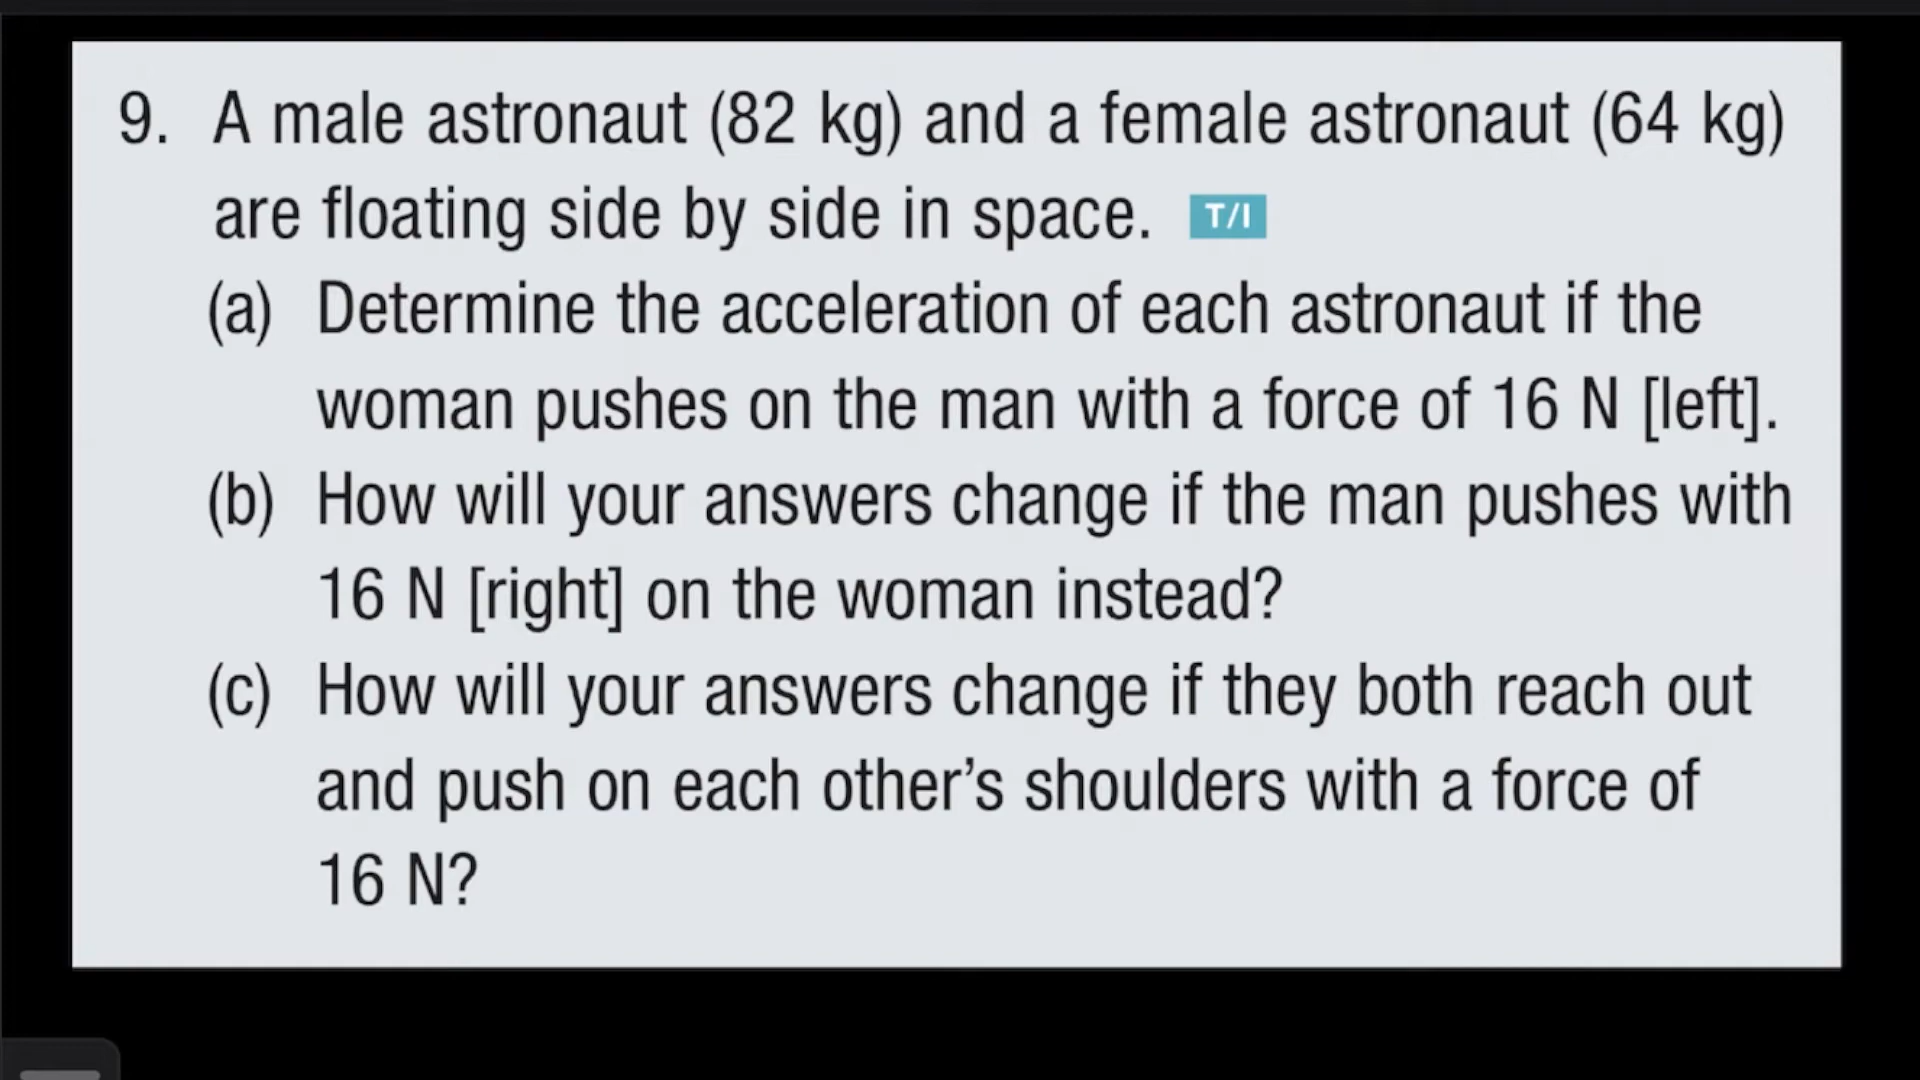 9. A male astronaut (82 kg) and a female astronaut (64 kg)
are floating side by side in space. T/I
(a) Determine the acceleration of each astronaut if the
woman pushes on the man with a force of 16 N [left].
(b) How will your answers change if the man pushes with
16 N [right] on the woman instead?
(c) How will your answers change if they both reach out
and push on each other’s shoulders with a force of
16 N?